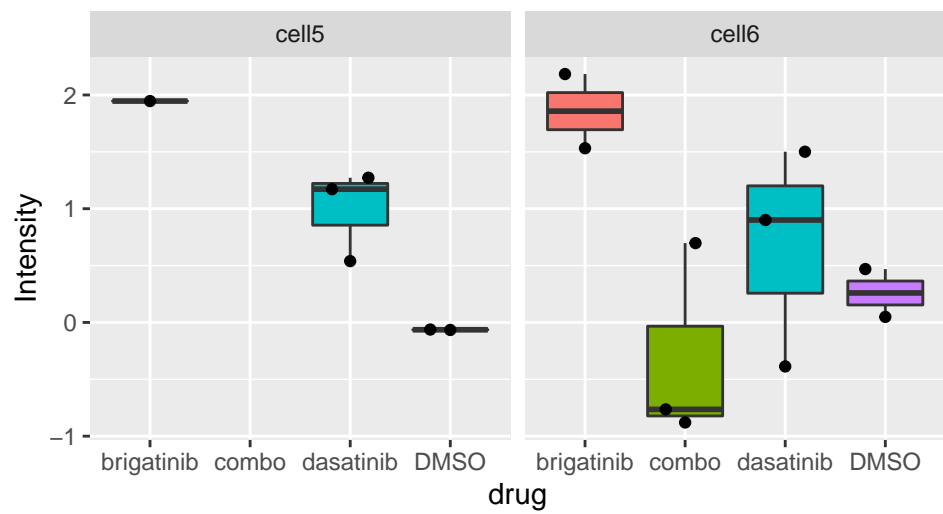 cell5 cell6
2
1
0
−1
Intensity
brigatinib combo dasatinib DMSO brigatinib combo dasatinib DMSO
drug